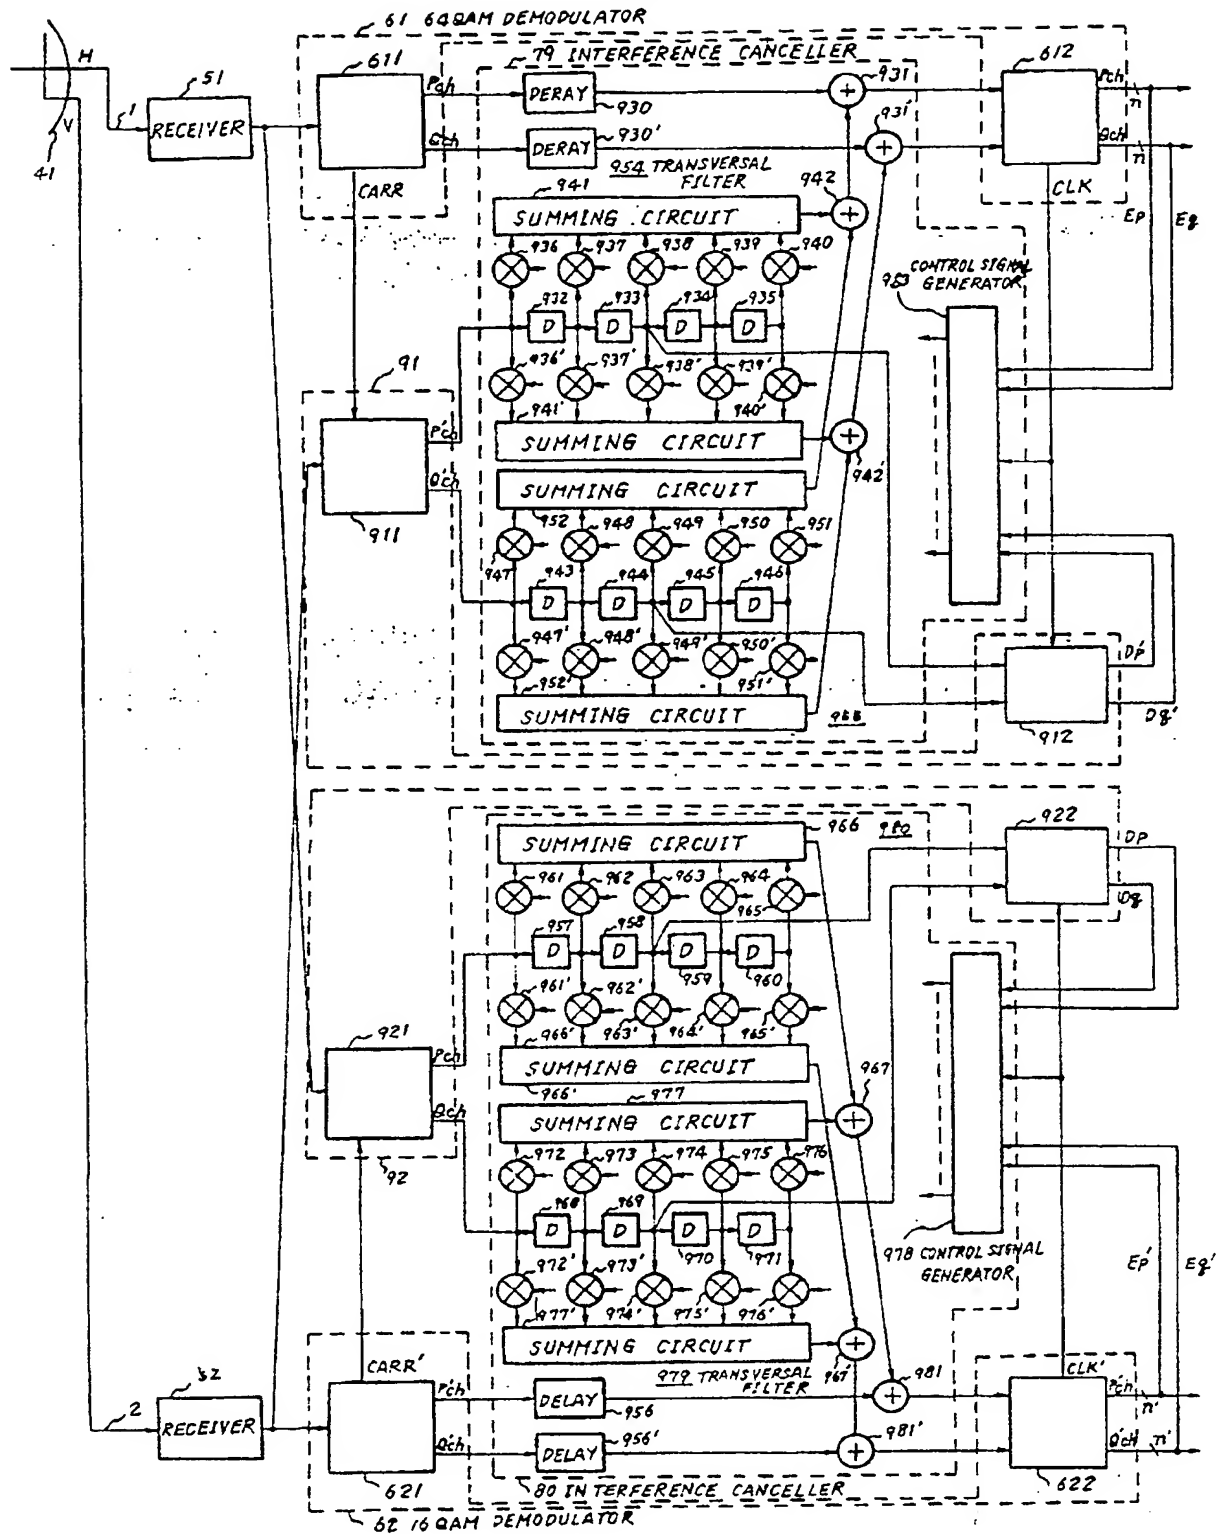 61 64QAM DEMODULATOR
79 INTERFERENCE CANCELLER
H
V
41
1
51
RECEIVER
611
Pch
Qch
CARR
DERAY
930
DERAY
930'
931
931'
612
Pch
n
Qch
n
CLK
Ep
Eq
954 TRANSVERSAL FILTER
941
942
SUMMING CIRCUIT
936 937 938 939 940
932 933 934 935
D D D D
936' 937' 938' 939' 940'
941'
SUMMING CIRCUIT
942'
CONTROL SIGNAL
953 GENERATOR
91
P'ch
Q'ch
911
SUMMING CIRCUIT
952
948 949 950 951
947
943 944 945 946
D D D D
947' 948' 949' 950' 951'
952'
SUMMING CIRCUIT
Dp'
Dq'
912
SUMMING CIRCUIT
966
980
922
Dp
Dq
961 962 963 964 965
957 958
D D D D
959 960
961' 962' 963' 964' 965'
966'
SUMMING CIRCUIT
966'
921
Pch
Qch
92
977
967
SUMMING CIRCUIT
972 973 974 975 976
968 969
D D D D
970 971
972' 973' 974' 975' 976'
977'
SUMMING CIRCUIT
967'
978 CONTROL SIGNAL
GENERATOR
Ep'
Eq'
979 TRANSVERSAL
FILTER
981
CARR'
P'ch
Q'ch
621
2
RECEIVER
DELAY
956
DELAY
956'
981'
CLK'
P'ch
n'
Q'ch
n'
622
80 INTERFERENCE CANCELLER
62 16QAM DEMODULATOR